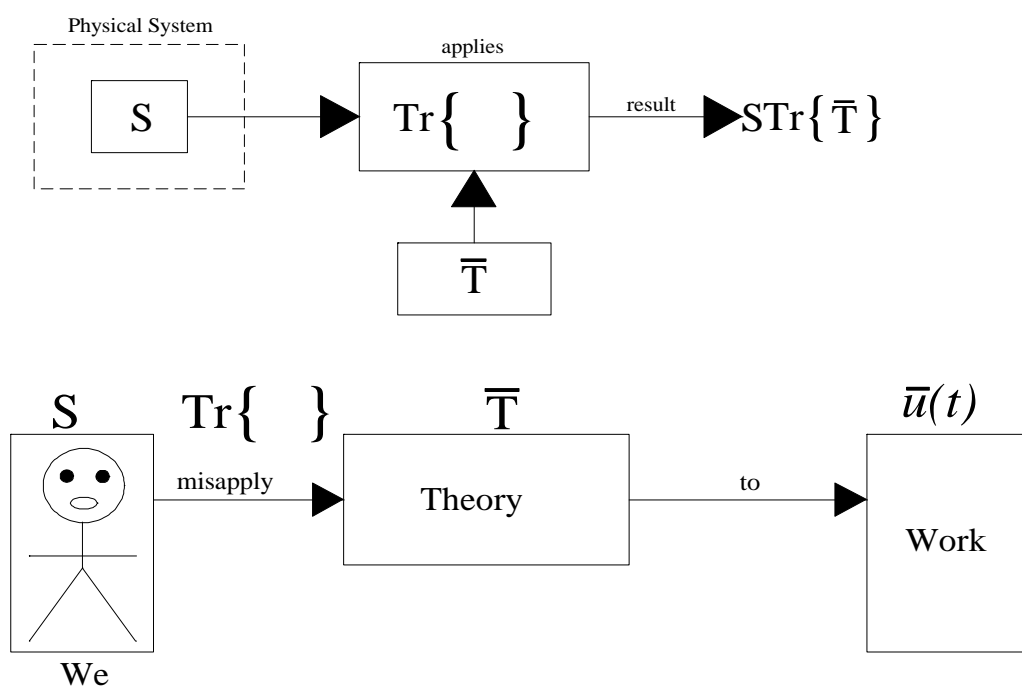 Physical System
applies
S
Tr{ }
result
STr{T̅}
T̅
S
Tr{ }
T̅
u̅(t)
misapply
Theory
to
Work
We